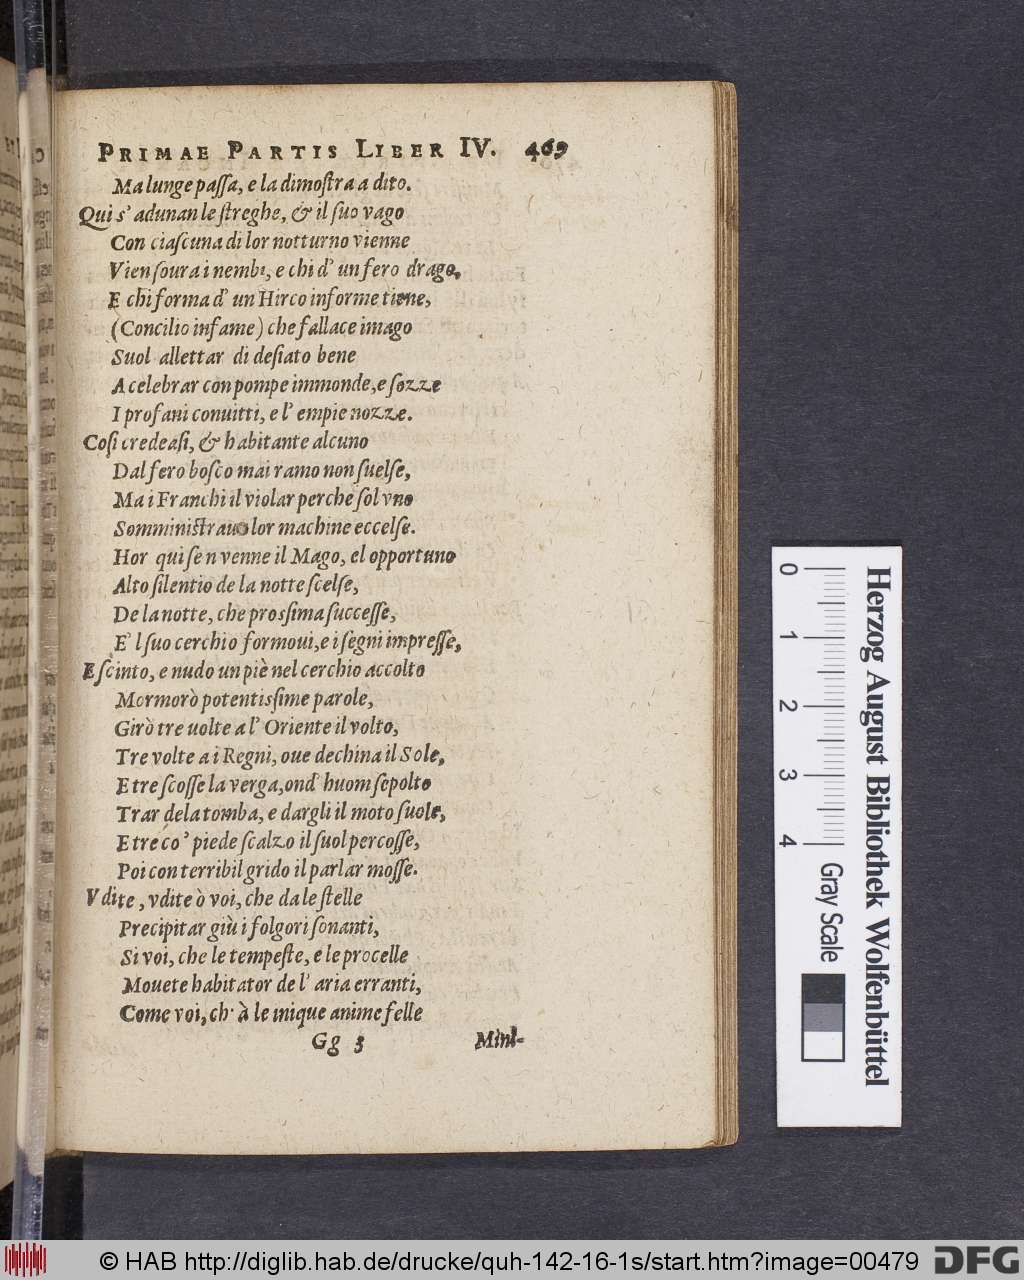 PRIMAE PARTIS LIBER IV. 469
Ma lunge paſſa, e la dimoſtra a dito.
Qui s' adunan le ſtreghe, & il ſuo vago
Con ciaſcuna di lor notturno vienne
Vien ſoura i nembi, e chi d' un fero drago,
E chi forma d' un Hirco informe tiene,
(Concilio infame) che fallace imago
Suol allettar di deſiato bene
A celebrar con pompe immonde, e ſozze
I profani conuitti, e l' empie nozze.
Coſi credeaſi, & habitante alcuno
Dal fero boſco mai ramo non ſuelſe,
Ma i Franchi il violar perche ſol vno
Somminiſtrauo lor machine eccelſe.
Hor qui ſe n venne il Mago, el opportuno
Alto ſilentio de la notte ſcelſe,
De la notte, che proſſima ſucceſſe,
E' l ſuo cerchio formoui, e i ſegni impreſſe,
E ſcinto, e nudo un piè nel cerchio accolto
Mormorò potentiſſime parole,
Girò tre uolte a l' Oriente il volto,
Tre volte a i Regni, oue dechina il Sole,
E tre ſcoſſe la verga, ond' huom ſepolto
Trar de la tomba, e dargli il moto ſuole,
E tre co' piede ſcalzo il ſuol percoſſe,
Poi con terribil grido il parlar moſſe.
Vdite, vdite ò voi, che da le ſtelle
Precipitar giù i folgori ſonanti,
Si voi, che le tempeſte, e le procelle
Mouete habitator de l' aria erranti,
Come voi, ch' à le inique anime felle
Gg 3 Mini-
0 1 2 3 4
Gray Scale
Herzog August Bibliothek Wolfenbüttel
© HAB http://diglib.hab.de/drucke/quh-142-16-1s/start.htm?image=00479
DFG